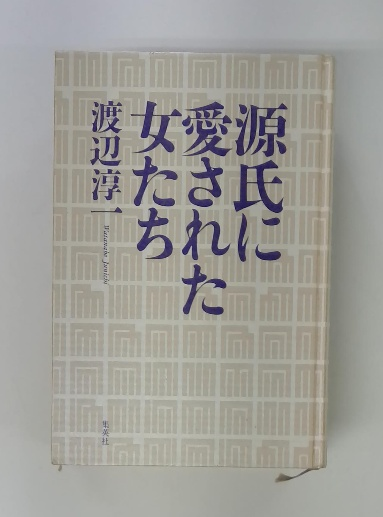 源氏に
愛された
女たち
渡辺淳一
Watanabe Junichi
集英社